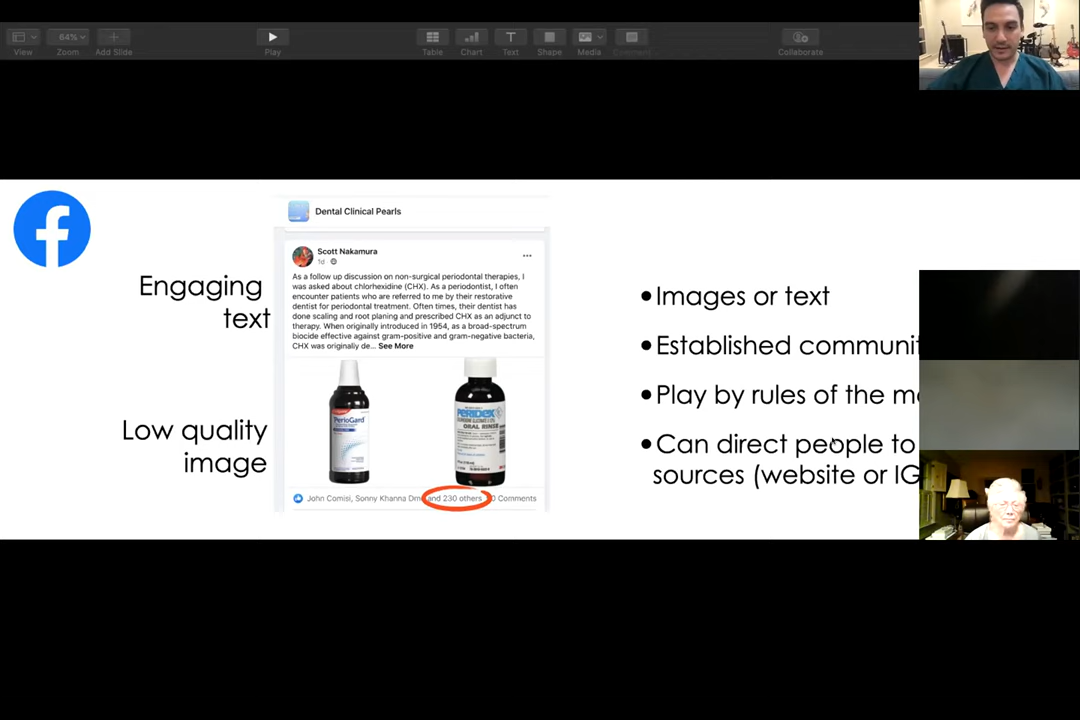 View
64%
Zoom
Add Slide
Play
Table
Chart
Text
Shape
Media
Comment
Collaborate
Dental Clinical Pearls
Scott Nakamura
1d
As a follow up discussion on non-surgical periodontal therapies, I
was asked about chlorhexidine (CHX). As a periodontist, I often
encounter patients who are referred to me by their restorative
dentist for periodontal treatment. Often times, their dentist has
done scaling and root planing and prescribed CHX as an adjunct to
therapy. When originally introduced in 1954, as a broad-spectrum
biocide effective against gram-positive and gram-negative bacteria,
CHX was originally de... See More
Engaging
text
Low quality
image
PerioGard
PERIDEX
ORAL RINSE
John Comisi, Sonny Khanna Dm and 230 others
0 Comments
•Images or text
•Established communit
•Play by rules of the m
•Can direct people to
sources (website or IG